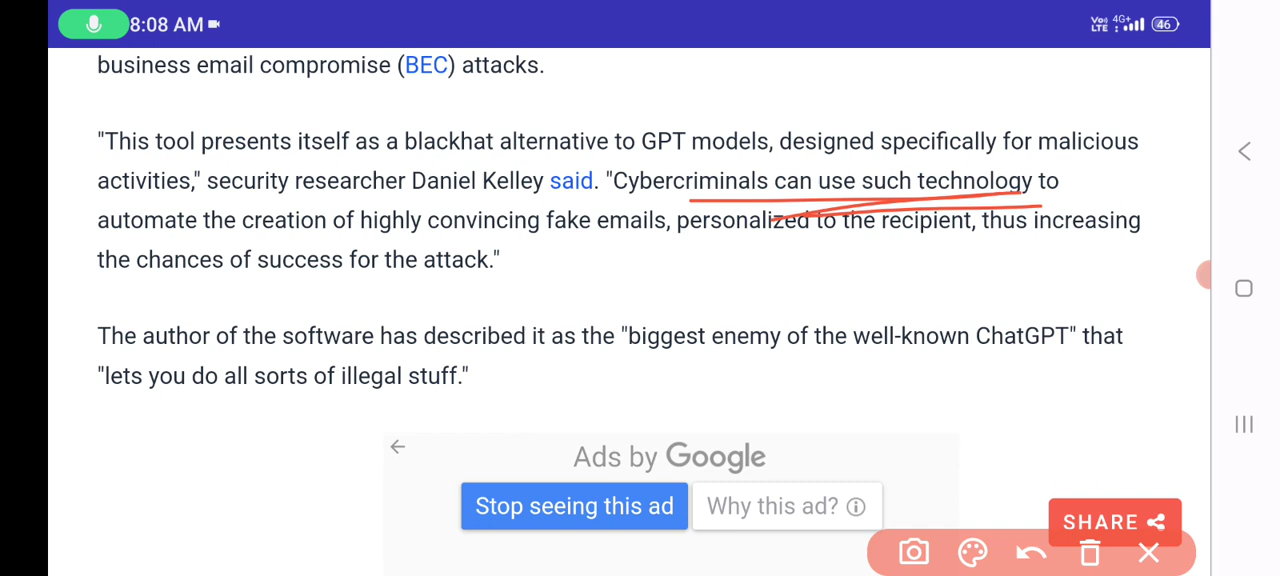 8:08 AM
Vo) 4G+
LTE
46
business email compromise (BEC) attacks.
"This tool presents itself as a blackhat alternative to GPT models, designed specifically for malicious
activities," security researcher Daniel Kelley said. "Cybercriminals can use such technology to
automate the creation of highly convincing fake emails, personalized to the recipient, thus increasing
the chances of success for the attack."
The author of the software has described it as the "biggest enemy of the well-known ChatGPT" that
"lets you do all sorts of illegal stuff."
Ads by Google
Stop seeing this ad
Why this ad?
SHARE